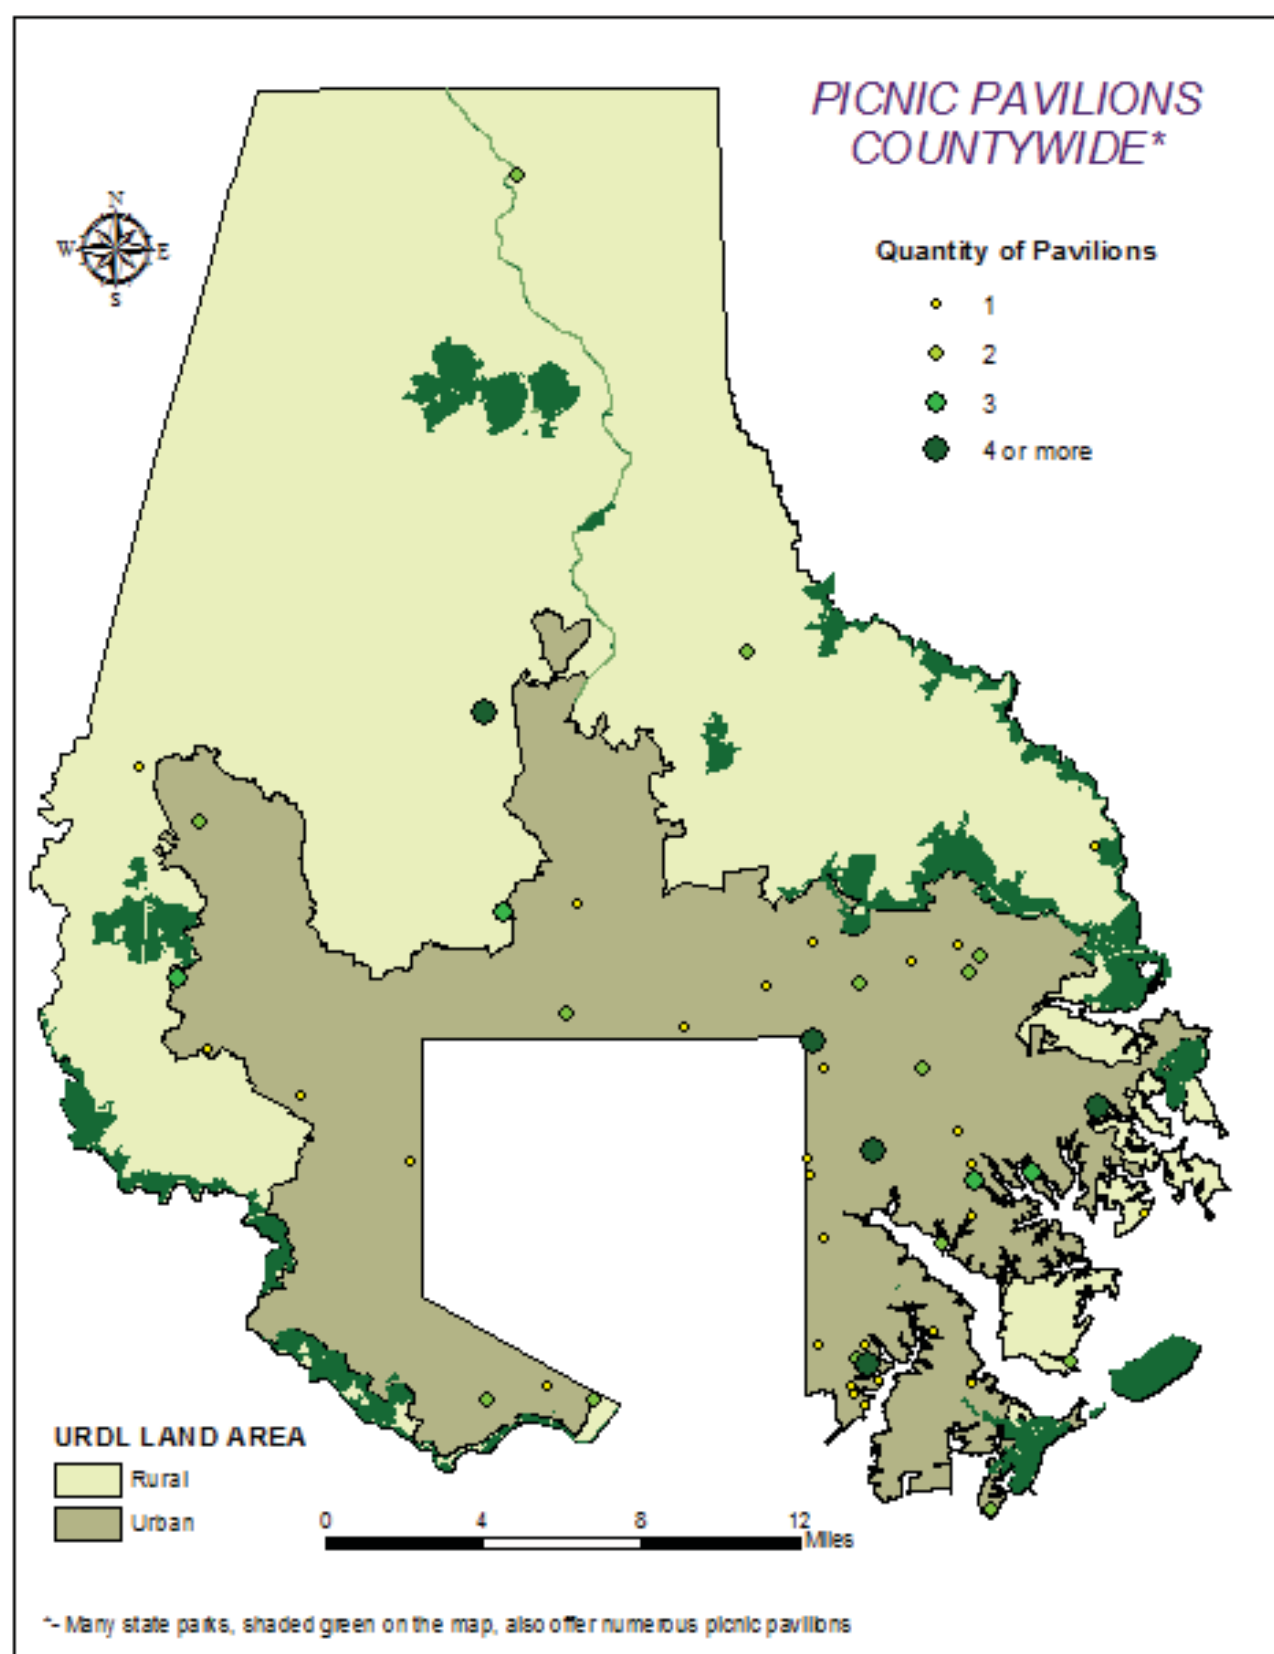 PICNIC PAVILIONS
COUNTYWIDE*
N
W
E
S
Quantity of Pavilions
1
2
3
4 or more
URDL LAND AREA
Rural
Urban
0 4 8 12
Miles
*- Many state parks, shaded green on the map, also offer numerous picnic pavilions